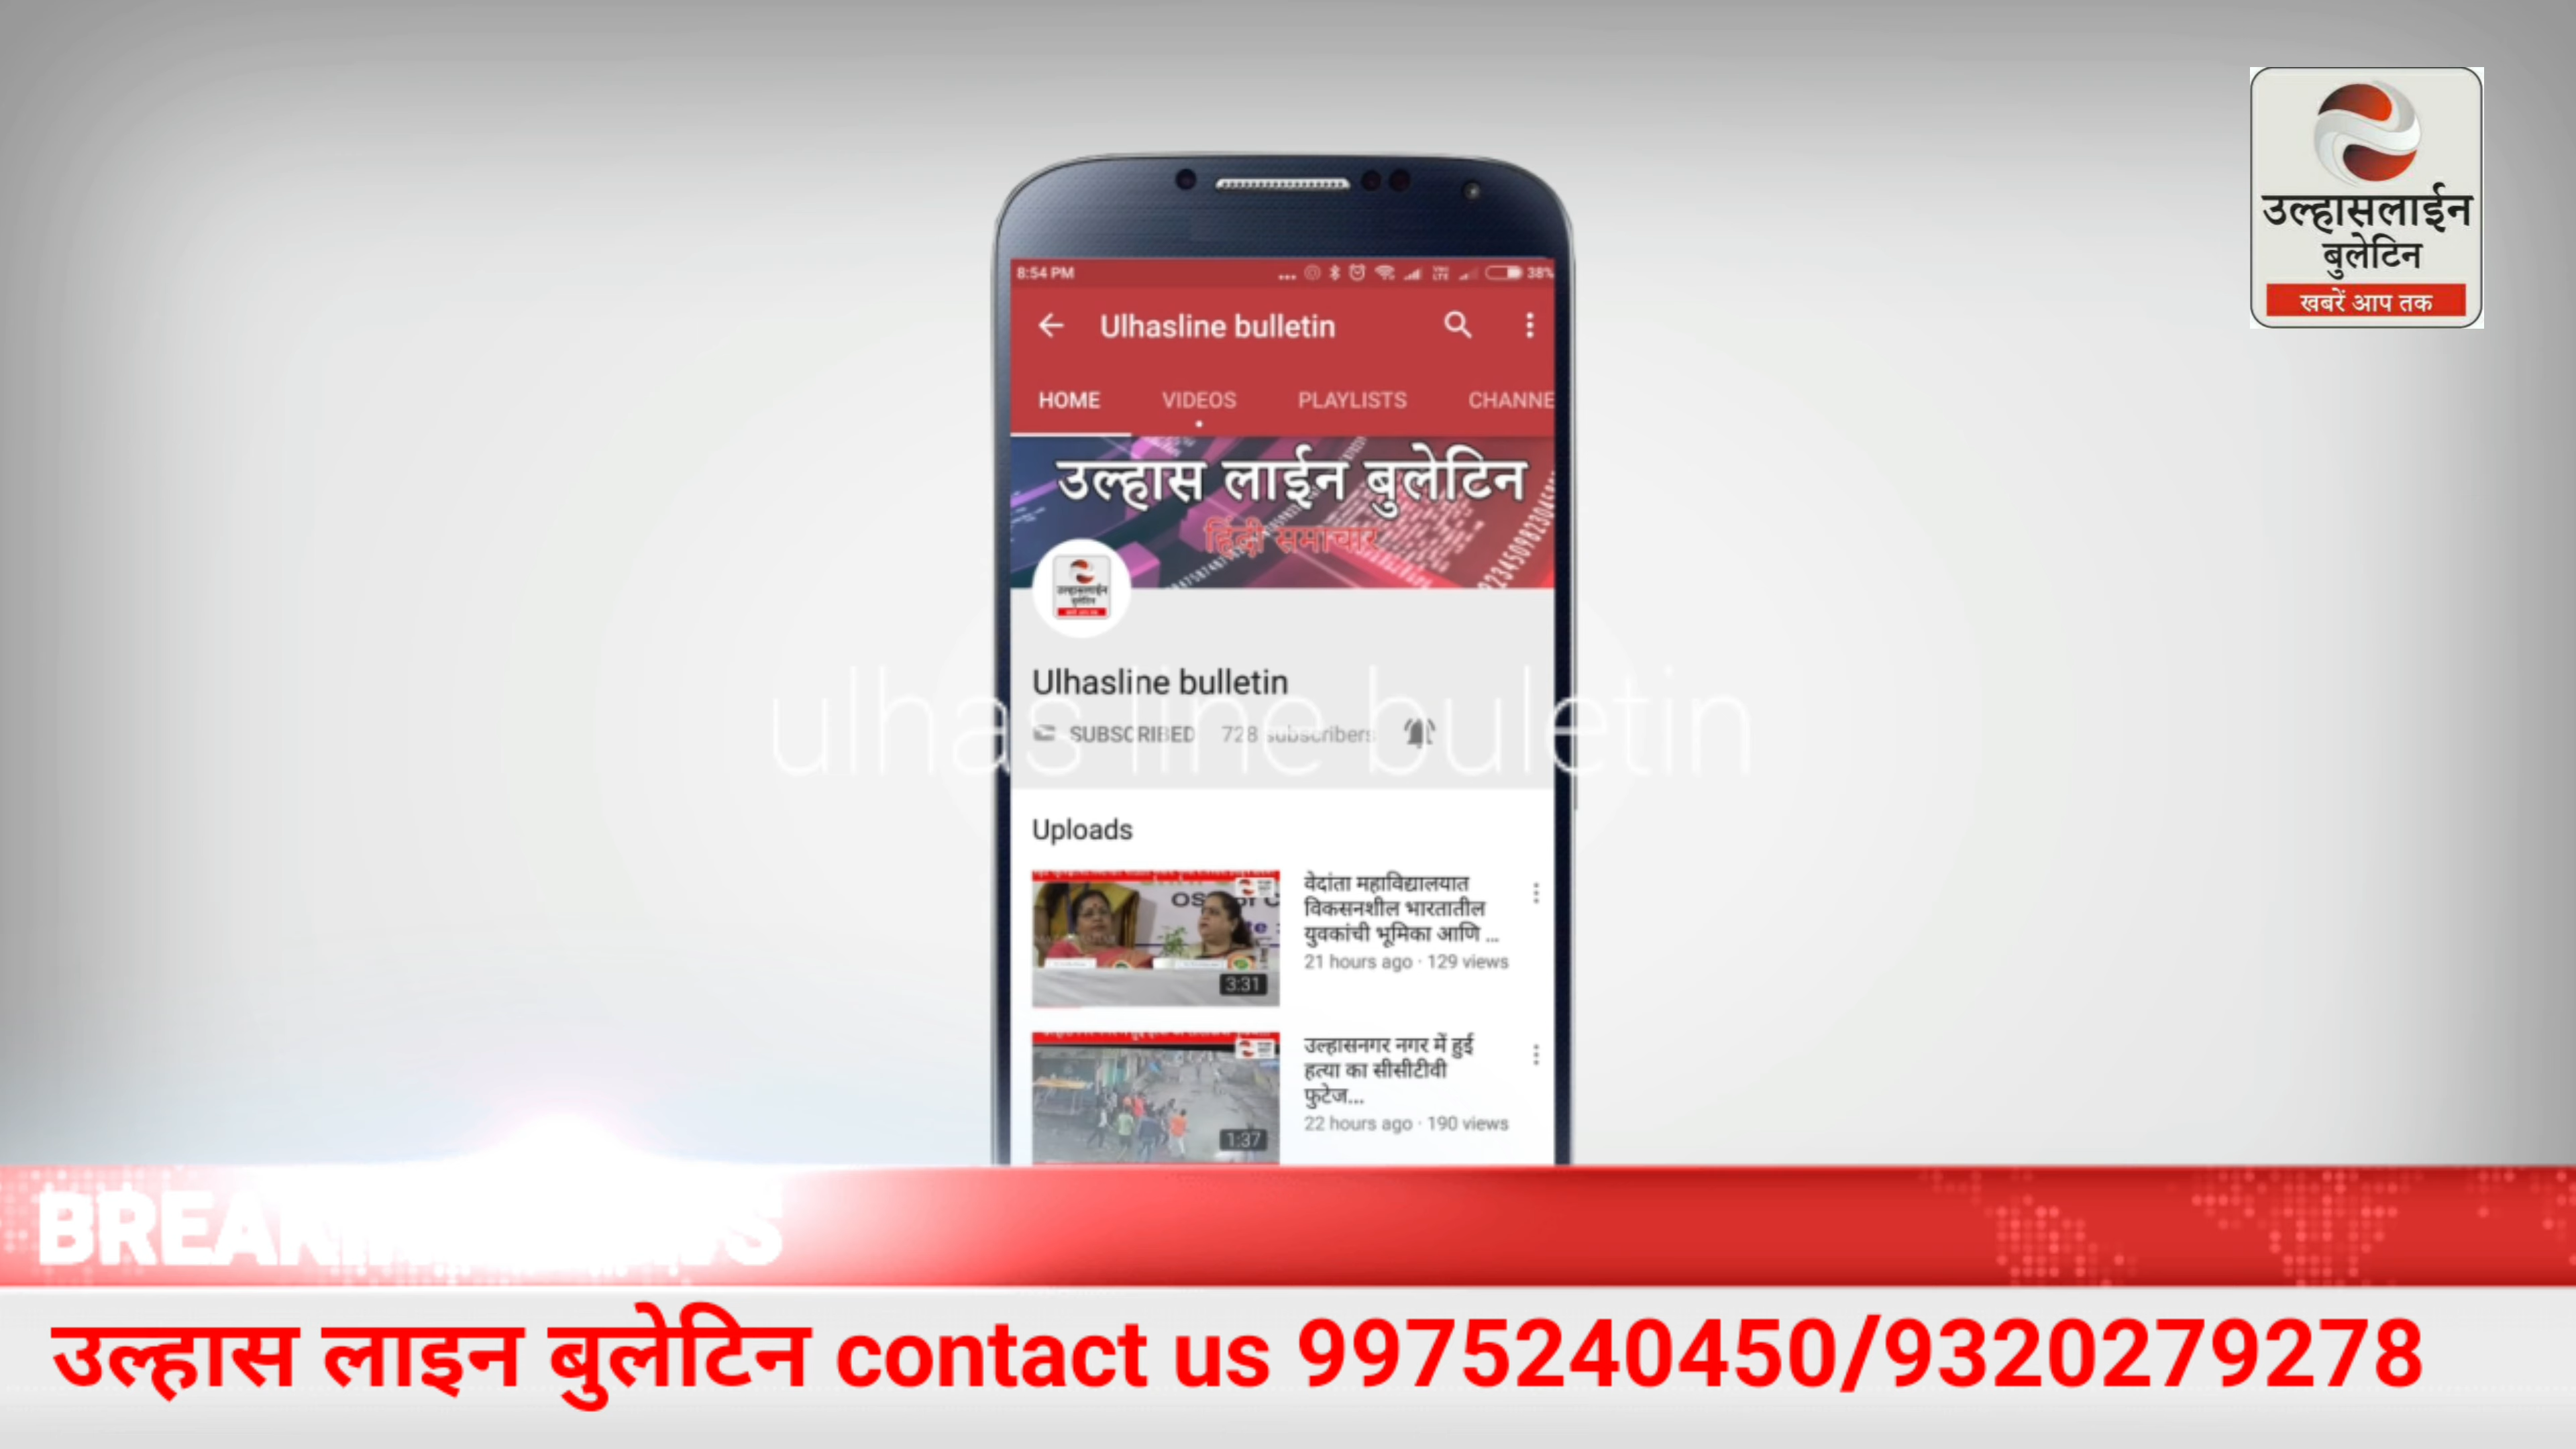 उल्हासलाईन
बुलेटिन
खबरें आप तक
8:54 PM
38%
Ulhasline bulletin
HOME VIDEOS PLAYLISTS CHANNE
उल्हास लाईन बुलेटिन
हिंदी समाचार
Ulhasline bulletin
SUBSCRIBED 728 subscribers
ulhas line buletin
Uploads
वेदांता महाविद्यालयात
विकसनशील भारतातील
युवकांची भूमिका आणि ...
21 hours ago · 129 views
3:31
उल्हासनगर नगर में हुई
हत्या का सीसीटीवी
फुटेज...
22 hours ago · 190 views
1:37
उल्हास लाइन बुलेटिन contact us 9975240450/9320279278